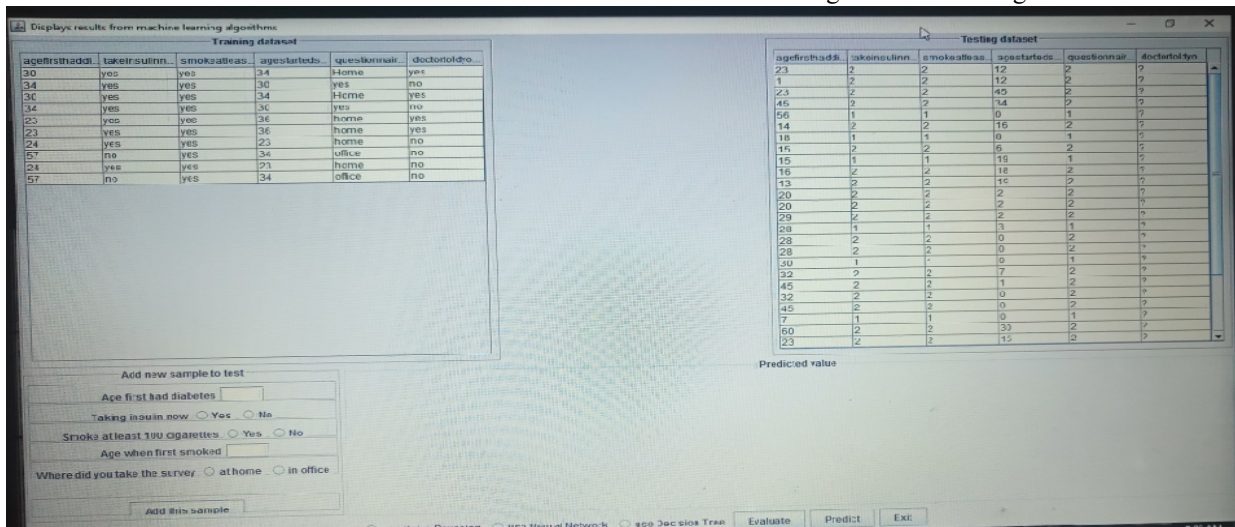 Displays results from machine learning algorithms
Training dataset
agefirsthaddi... takeinsulinn... smokeatleas... agestarteds... questionnair... doctortoldyo...
30 yes yes 34 Home yes
34 yes yes 30 yes no
30 yes yes 34 Home yes
34 yes yes 30 yes no
23 yes yes 36 home yes
23 yes yes 36 home yes
24 yes yes 23 home no
57 no yes 34 office no
24 yes yes 23 home no
57 no yes 34 office no
Testing dataset
agefirsthaddi... takeinsulinn... smokeatleas... agestarteds... questionnair... doctortoldyo...
23 2 2 12 2 ?
1 2 2 12 2 ?
23 2 2 45 2 ?
45 2 2 34 2 ?
56 1 1 0 1 ?
14 2 2 16 2 ?
18 1 1 0 1 ?
15 2 2 6 2 ?
15 1 1 19 1 ?
16 2 2 18 2 ?
13 2 2 2 ?
20 2 2 2 2 ?
20 2 2 2 2 ?
29 2 2 2 2 ?
28 1 1 3 1 ?
28 2 2 0 2 ?
28 2 2 0 2 ?
30 1 0 1 ?
32 2 2 7 2 ?
45 2 2 1 2 ?
32 2 2 0 2 ?
45 2 2 0 2 ?
7 1 1 0 1 ?
60 2 2 2 ?
23 2 2 15 2 ?
Add new sample to test
Age first had diabetes
Taking insulin now Yes No
Smoke atleast 100 cigarettes Yes No
Age when first smoked
Where did you take the survey at home in office
Add this sample
Predicted value
use Neural Network use Decision Tree Evaluate Predict Exit